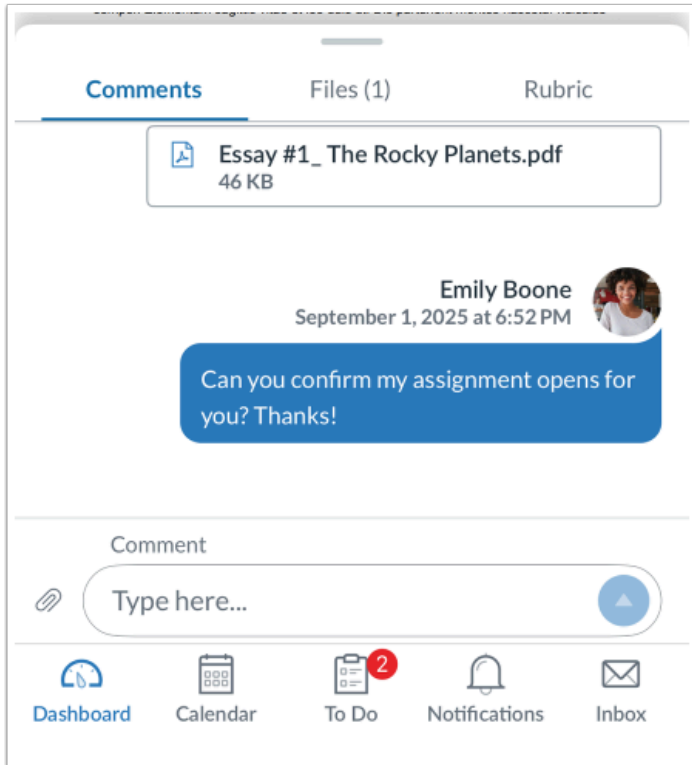 Comments Files (1) Rubric
Essay #1_ The Rocky Planets.pdf
46 KB
Emily Boone
September 1, 2025 at 6:52 PM
Can you confirm my assignment opens for
you? Thanks!
Comment
Type here...
2
Dashboard Calendar To Do Notifications Inbox